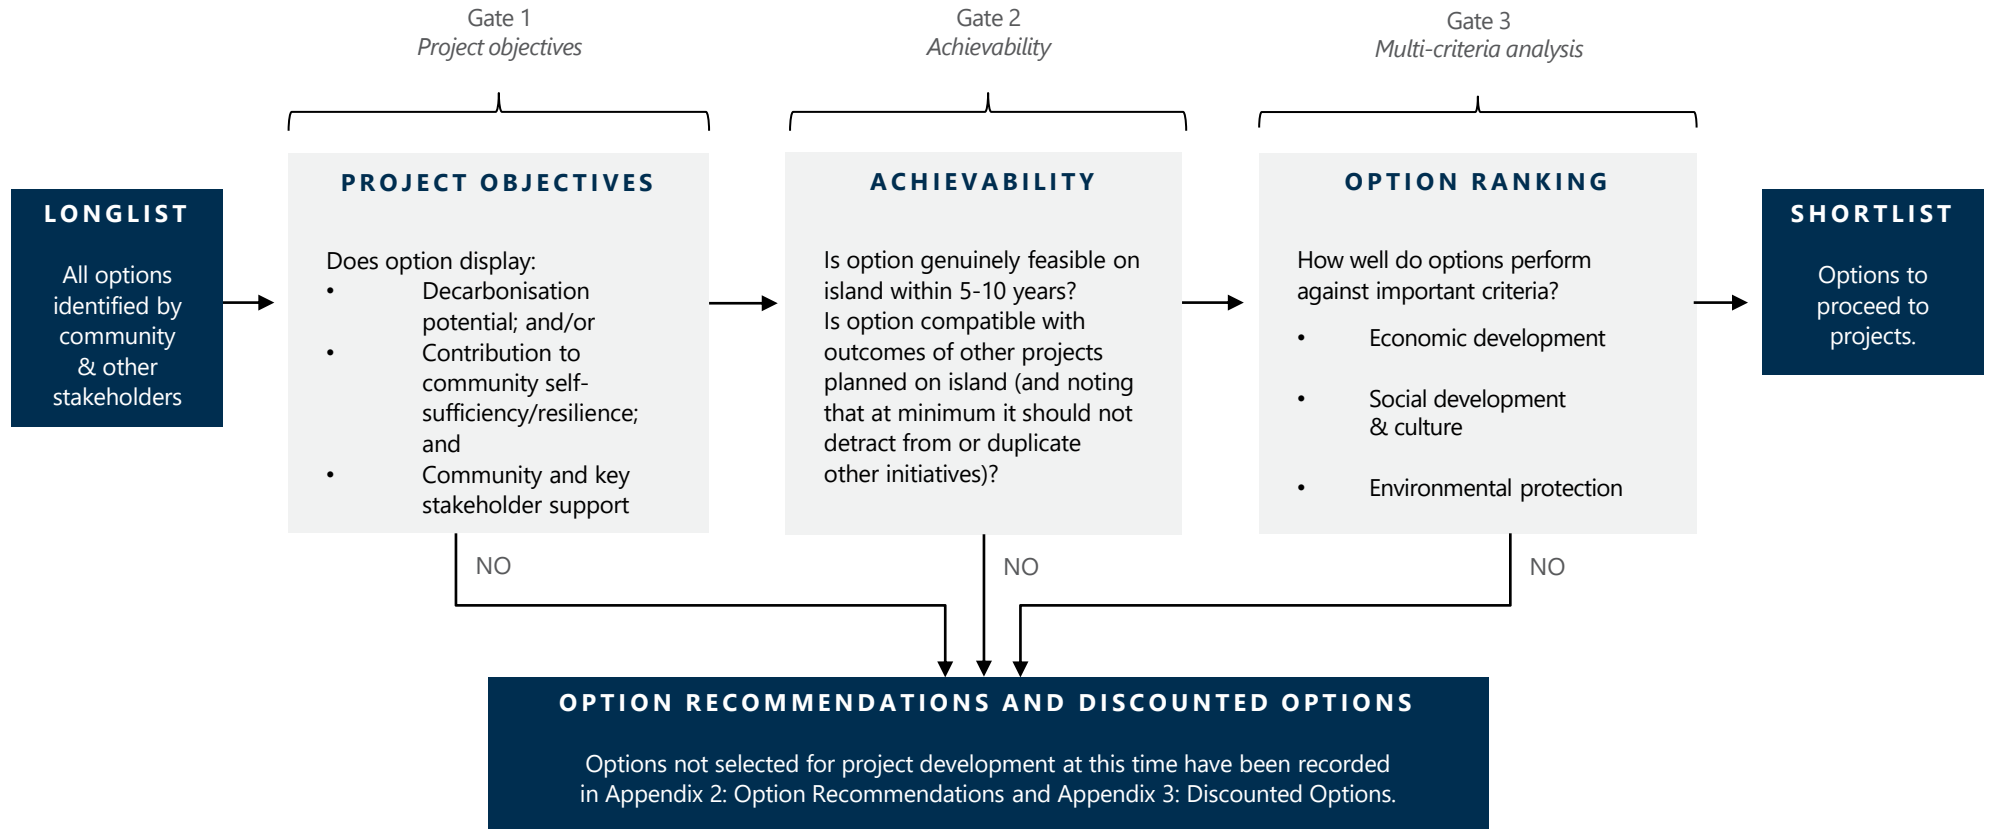 Gate 1
Project objectives
Gate 2
Achievability
Gate 3
Multi-criteria analysis
LONGLIST
All options
identified by
community
& other
stakeholders
PROJECT OBJECTIVES
Does option display:
• Decarbonisation
potential; and/or
• Contribution to
community self-
sufficiency/resilience;
and
• Community and key
stakeholder support
ACHIEVABILITY
Is option genuinely feasible on
island within 5-10 years?
Is option compatible with
outcomes of other projects
planned on island (and noting
that at minimum it should not
detract from or duplicate
other initiatives)?
OPTION RANKING
How well do options perform
against important criteria?
• Economic development
• Social development
& culture
• Environmental protection
SHORTLIST
Options to
proceed to
projects.
NO
NO
NO
OPTION RECOMMENDATIONS AND DISCOUNTED OPTIONS
Options not selected for project development at this time have been recorded
in Appendix 2: Option Recommendations and Appendix 3: Discounted Options.